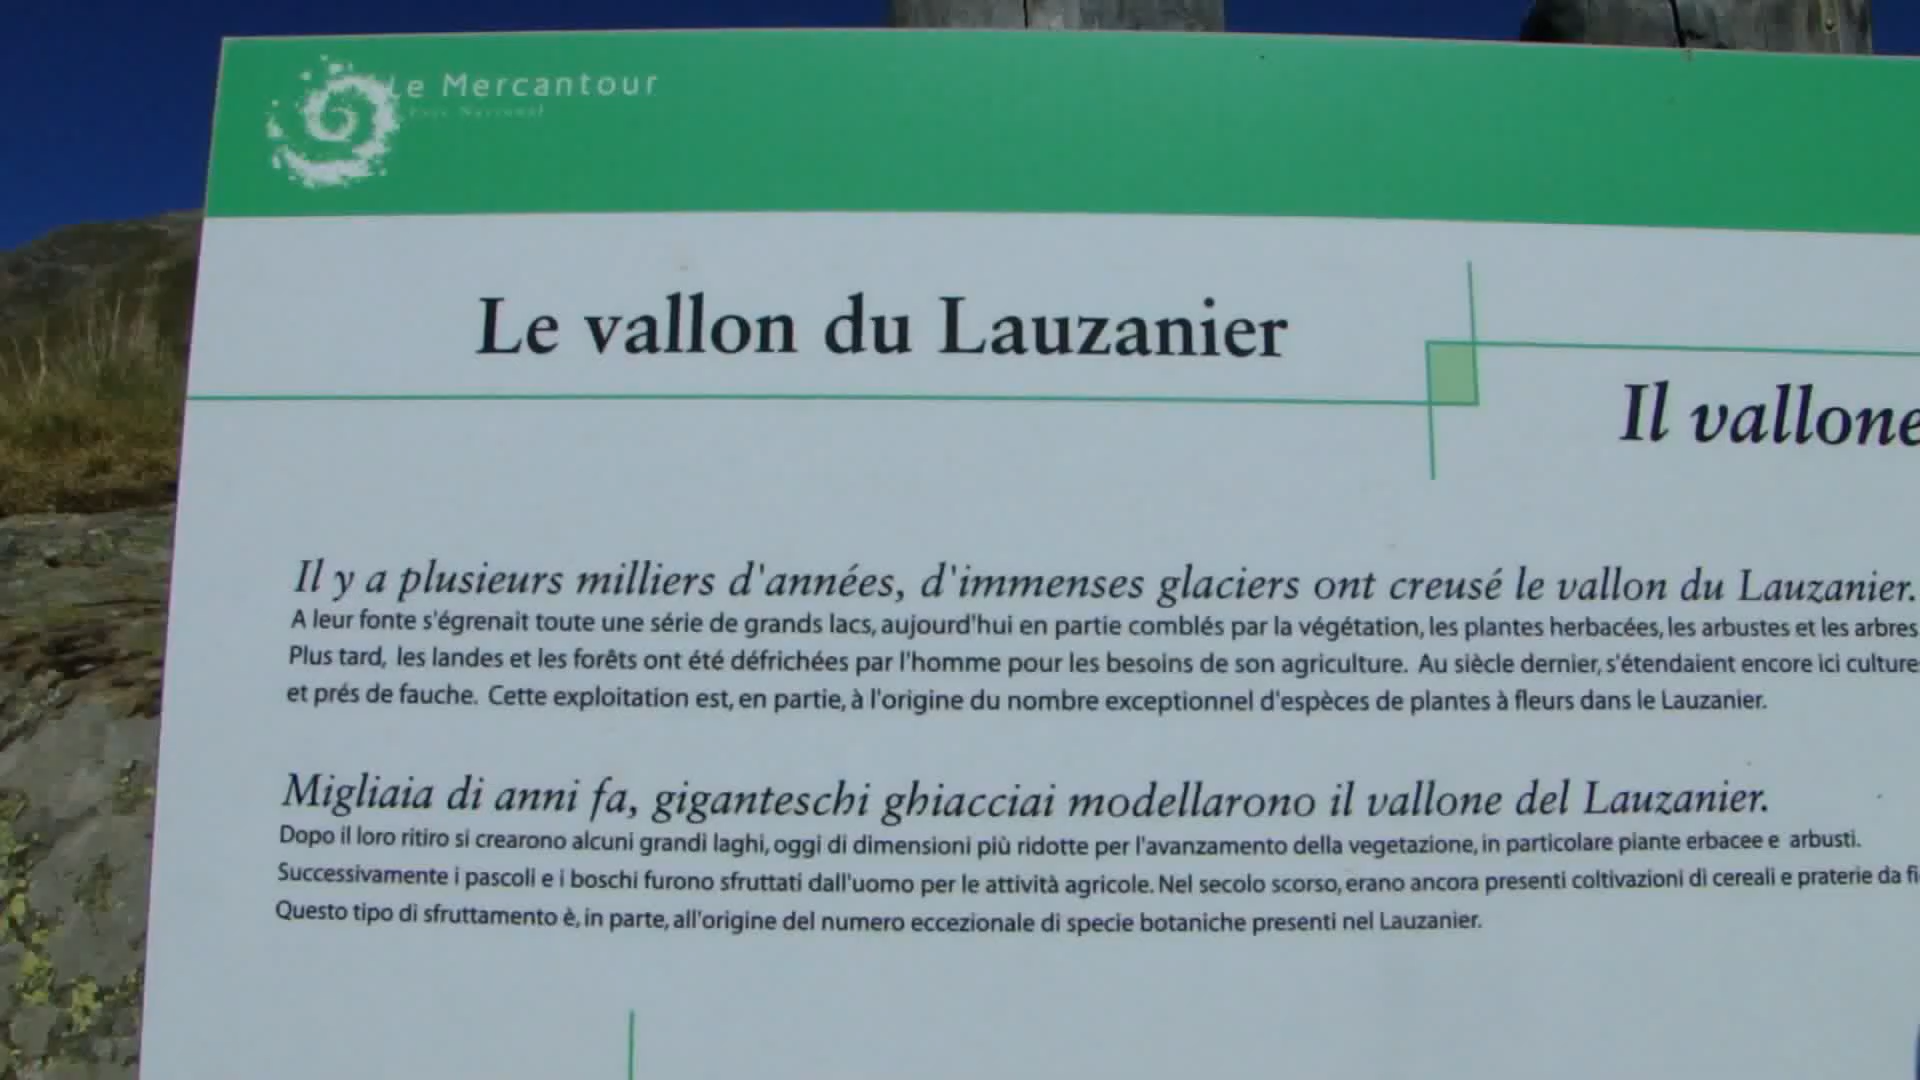 Le Mercantour
Parc National
Le vallon du Lauzanier
Il vallone
Il y a plusieurs milliers d'années, d'immenses glaciers ont creusé le vallon du Lauzanier.
A leur fonte s'égrenait toute une série de grands lacs, aujourd'hui en partie comblés par la végétation, les plantes herbacées, les arbustes et les arbres
Plus tard, les landes et les forêts ont été défrichées par l'homme pour les besoins de son agriculture. Au siècle dernier, s'étendaient encore ici
et prés de fauche. Cette exploitation est, en partie, à l'origine du nombre exceptionnel d'espèces de plantes à fleurs dans le Lauzanier.
Migliaia di anni fa, giganteschi ghiacciai modellarono il vallone del Lauzanier.
Dopo il loro ritiro si crearono alcuni grandi laghi, oggi di dimensioni più ridotte per l'avanzamento della vegetazione, in particolare piante erbacee e arbusti.
Successivamente i pascoli e i boschi furono sfruttati dall'uomo per le attività agricole. Nel secolo scorso, erano ancora presenti coltivazioni di cereali e praterie da
Questo tipo di sfruttamento è, in parte, all'origine del numero eccezionale di specie botaniche presenti nel Lauzanier.